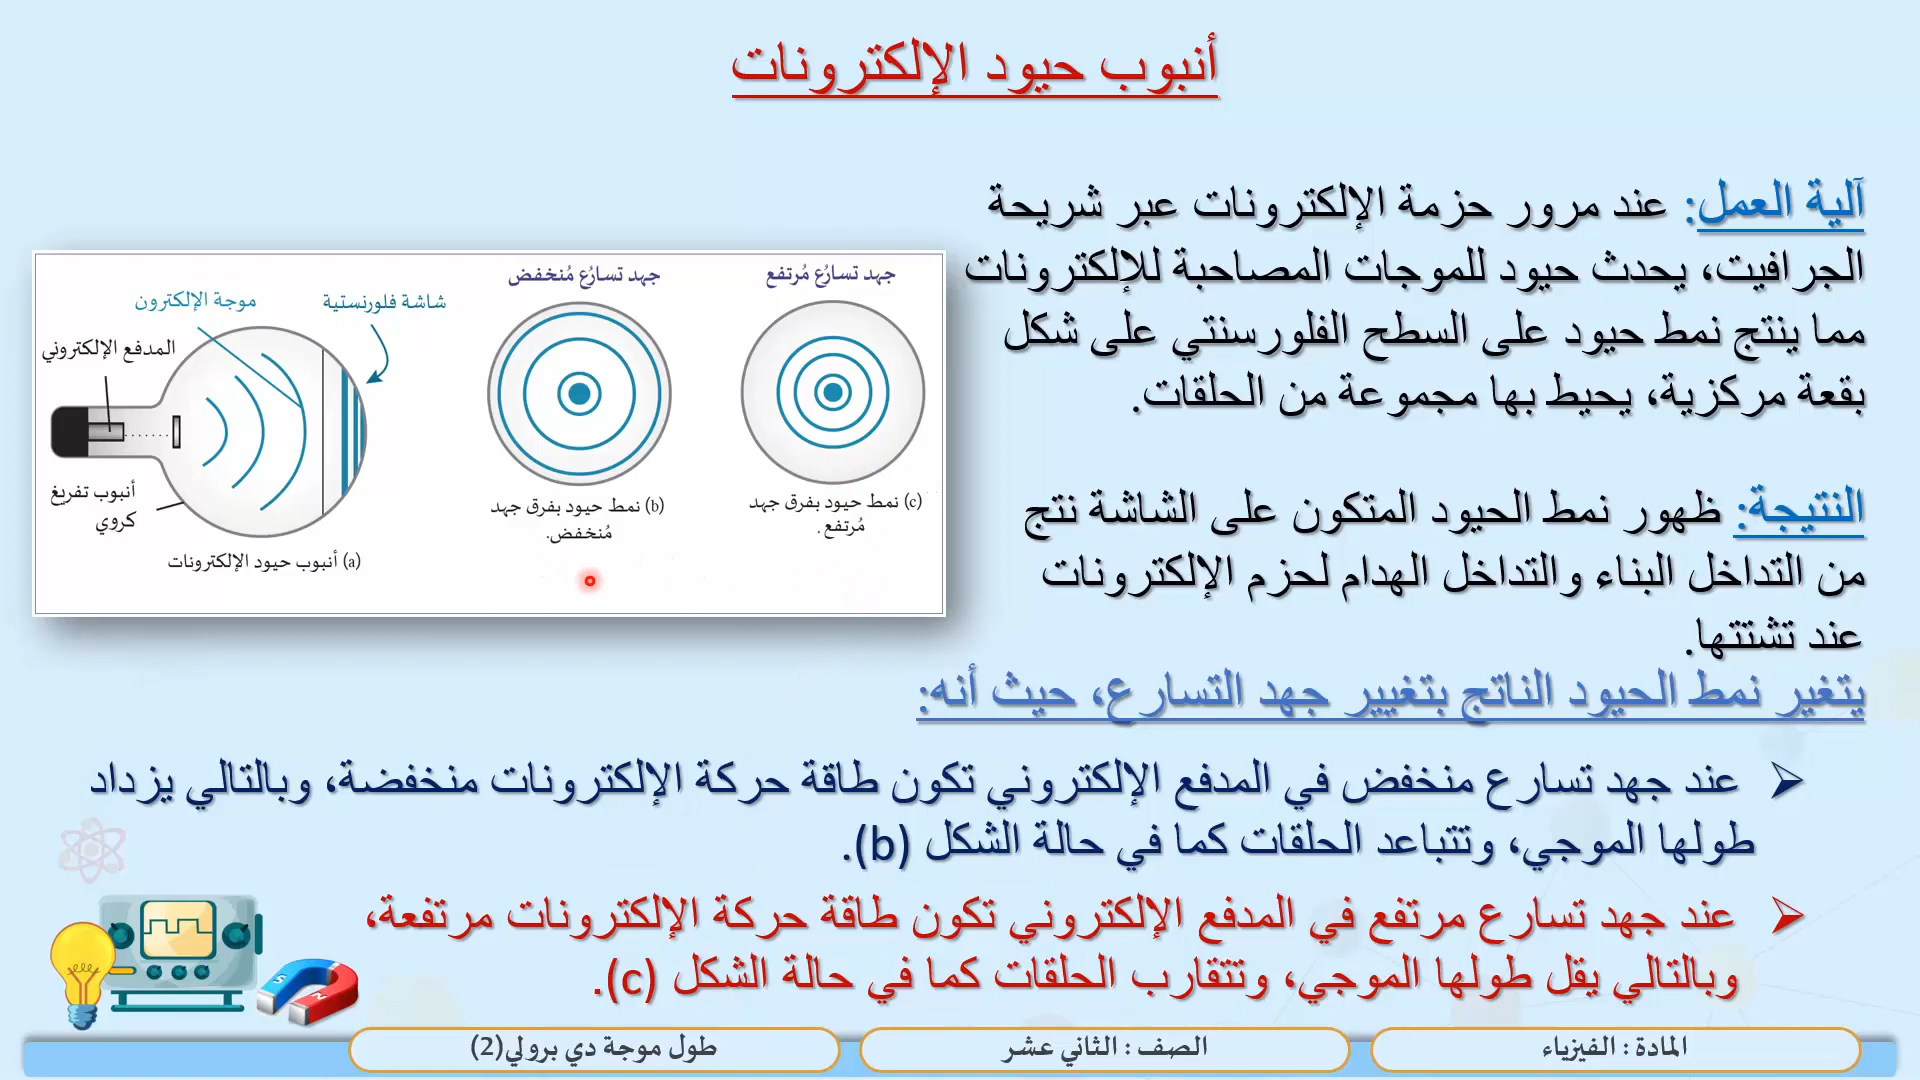 أنبوب حيود الإلكترونات
آلية العمل: عند مرور حزمة الإلكترونات عبر شريحة
الجرافيت، يحدث حيود للموجات المصاحبة للإلكترونات
مما ينتج نمط حيود على السطح الفلورسنتي على شكل
بقعة مركزية، يحيط بها مجموعة من الحلقات.
النتيجة: ظهور نمط الحيود المتكون على الشاشة نتج
من التداخل البناء والتداخل الهدام لحزم الإلكترونات
عند تشتتها.
جهد تسارُع مُرتفع
جهد تسارُع مُنخفض
شاشة فلورنستية
موجة الإلكترون
المدفع الإلكتروني
أنبوب تفريغ
كروي
(a) أنبوب حيود الإلكترونات
(b) نمط حيود بفرق جهد
مُنخفض.
(c) نمط حيود بفرق جهد
مُرتفع.
يتغير نمط الحيود الناتج بتغيير جهد التسارع، حيث أنه:
عند جهد تسارع منخفض في المدفع الإلكتروني تكون طاقة حركة الإلكترونات منخفضة، وبالتالي يزداد
طولها الموجي، وتتباعد الحلقات كما في حالة الشكل (b).
عند جهد تسارع مرتفع في المدفع الإلكتروني تكون طاقة حركة الإلكترونات مرتفعة،
وبالتالي يقل طولها الموجي، وتتقارب الحلقات كما في حالة الشكل (c).
S
N
المادة : الفيزياء
الصف : الثاني عشر
طول موجة دي برولي(2)